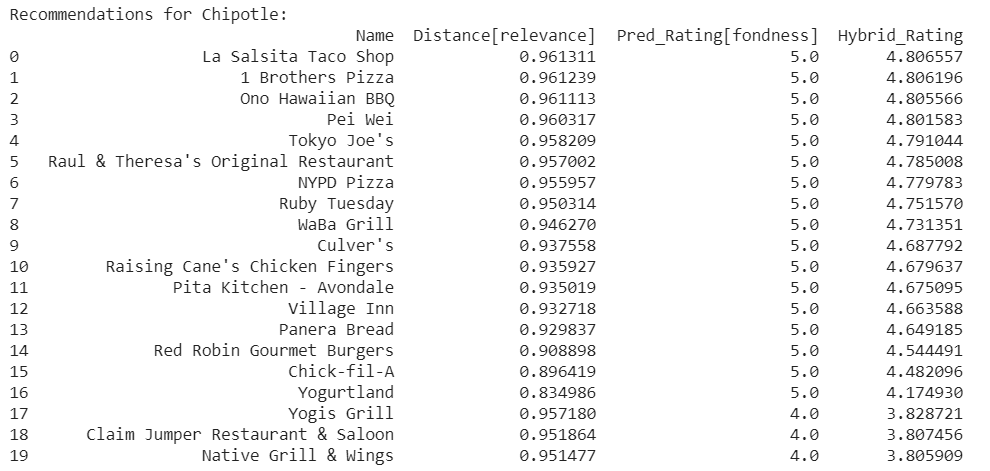 Recommendations for Chipotle:
Name Distance[relevance] Pred_Rating[fondness] Hybrid_Rating
0 La Salsita Taco Shop 0.961311 5.0 4.806557
1 1 Brothers Pizza 0.961239 5.0 4.806196
2 Ono Hawaiian BBQ 0.961113 5.0 4.805566
3 Pei Wei 0.960317 5.0 4.801583
4 Tokyo Joe's 0.958209 5.0 4.791044
5 Raul & Theresa's Original Restaurant 0.957002 5.0 4.785008
6 NYPD Pizza 0.955957 5.0 4.779783
7 Ruby Tuesday 0.950314 5.0 4.751570
8 WaBa Grill 0.946270 5.0 4.731351
9 Culver's 0.937558 5.0 4.687792
10 Raising Cane's Chicken Fingers 0.935927 5.0 4.679637
11 Pita Kitchen - Avondale 0.935019 5.0 4.675095
12 Village Inn 0.932718 5.0 4.663588
13 Panera Bread 0.929837 5.0 4.649185
14 Red Robin Gourmet Burgers 0.908898 5.0 4.544491
15 Chick-fil-A 0.896419 5.0 4.482096
16 Yogurtland 0.834986 5.0 4.174930
17 Yogis Grill 0.957180 4.0 3.828721
18 Claim Jumper Restaurant & Saloon 0.951864 4.0 3.807456
19 Native Grill & Wings 0.951477 4.0 3.805909